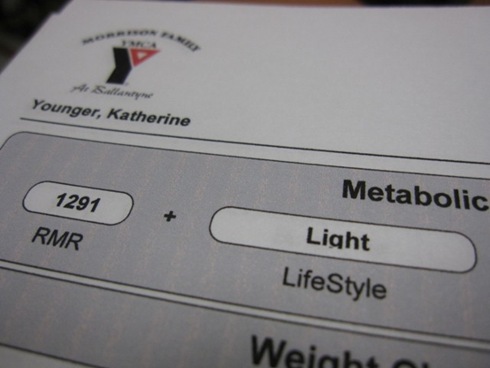 MORRISON FAMILY
YMCA
At Ballantyne
Younger, Katherine
Metabolic
1291 + Light
RMR LifeStyle
Weight